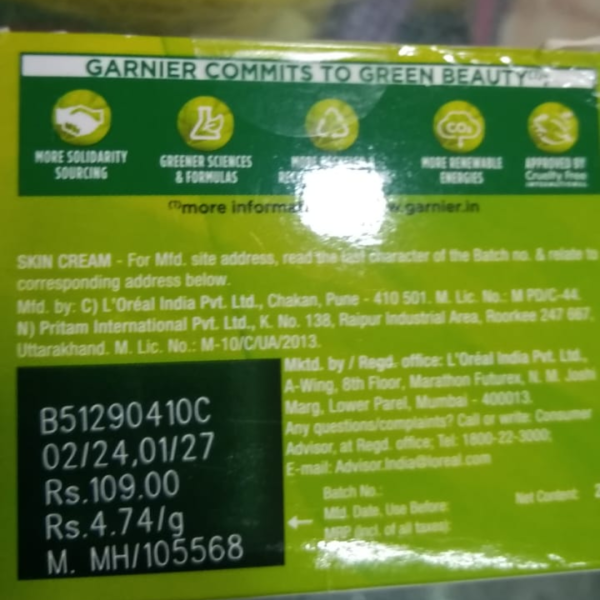 GARNIER COMMITS TO GREEN BEAUTY
MORE SOLIDARITY SOURCING
GREENER SCIENCES & FORMULAS
MORE
MORE RENEWABLE ENERGIES
APPROVED BY Cruelty Free INTERNATIONAL
(1)more .garnier.in
SKIN CREAM - For Mfd. site address, read the last character of the Batch no. & relate to
corresponding address below.
Mfd. by: C) L'Oréal India Pvt. Ltd., Chakan, Pune - 410 501. M. Lic. No.: M PD/C-44.
N) Pritam International Pvt. Ltd., K. No. 138, Raipur Industrial Area, Roorkee 247 667,
Uttarakhand. M. Lic. No.: M-10/C/UA/2013.
Mktd. by / Regd. office: L'Oréal India Pvt. Ltd.,
A-Wing, 8th Floor, Marathon Futurex, N. M. Joshi
Marg, Lower Parel, Mumbai - 400013.
Any questions/complaints? Call or write: Consumer
Advisor, at Regd. office: Tel: 1800-22-3000;
E-mail: Advisor.India@loreal.com
B51290410C
02/24,01/27
Rs.109.00
Rs.4.74/g
M. MH/105568
Batch No.:
Mfd. Date, Use Before:
MRP (incl. of all taxes):
Net Content: